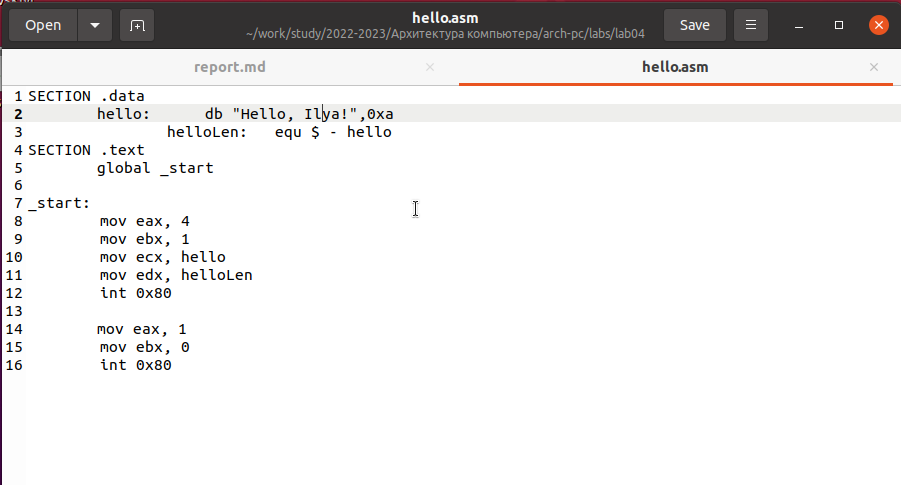 Open
hello.asm
~/work/study/2022-2023/Архитектура компьютера/arch-pc/labs/lab04
Save
report.md
hello.asm
1 SECTION .data
2 hello: db "Hello, Ilya!",0xa
3 helloLen: equ $ - hello
4 SECTION .text
5 global _start
6
7 _start:
8 mov eax, 4
9 mov ebx, 1
10 mov ecx, hello
11 mov edx, helloLen
12 int 0x80
13
14 mov eax, 1
15 mov ebx, 0
16 int 0x80